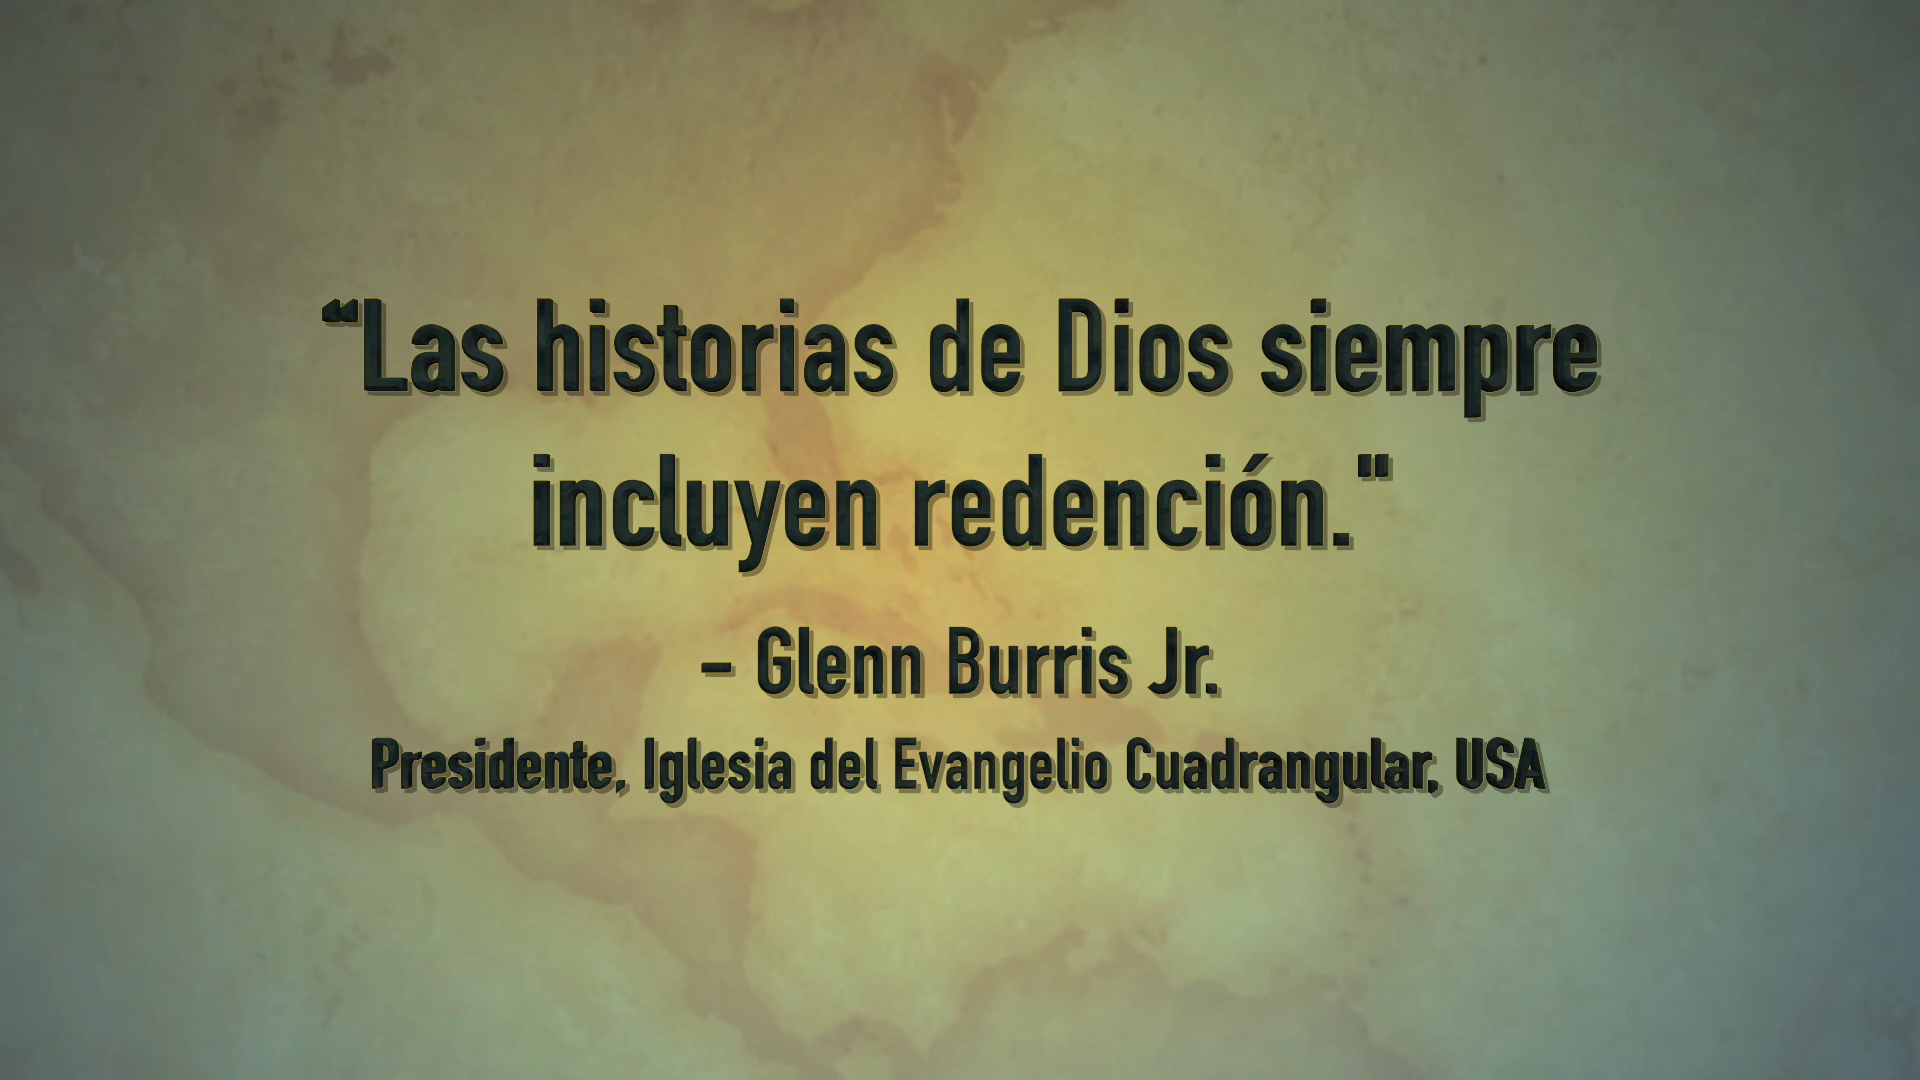 “Las historias de Dios siempre
incluyen redención."
– Glenn Burris Jr.
Presidente, Iglesia del Evangelio Cuadrangular, USA